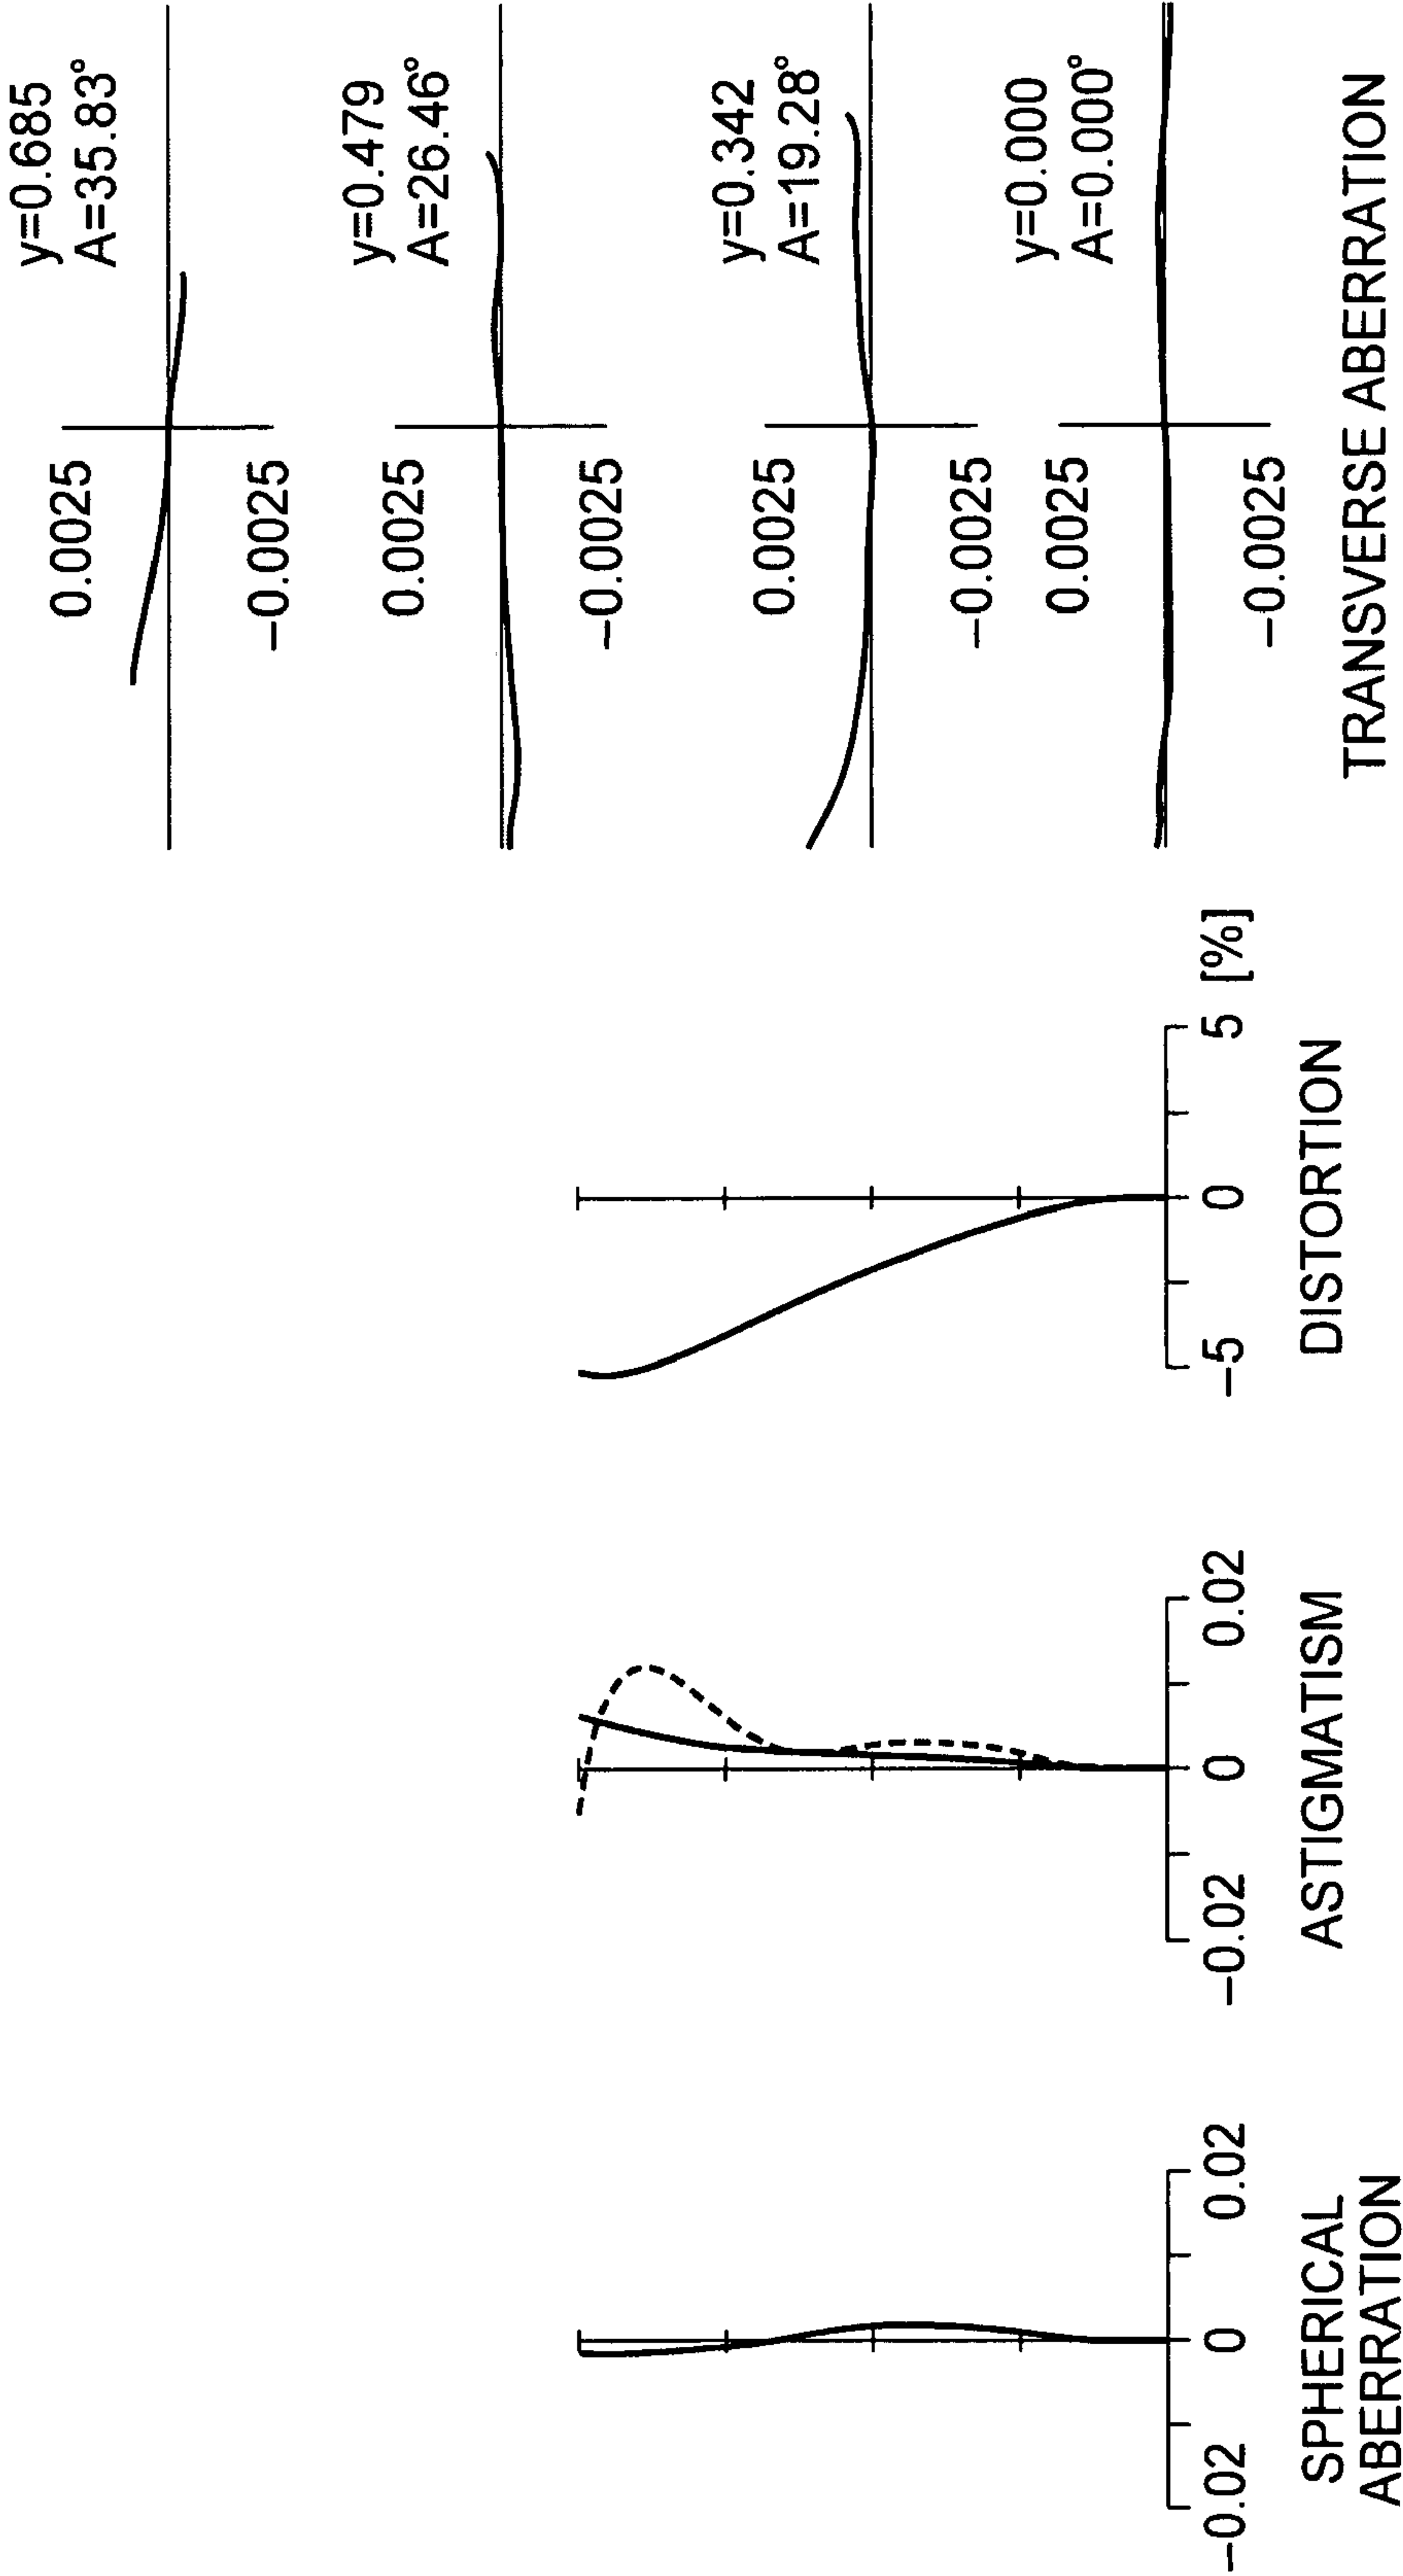 SPHERICAL
ABERRATION
−0.02
0
0.02
ASTIGMATISM
−0.02
0
0.02
DISTORTION
−5
0
5 [%]
TRANSVERSE ABERRATION
y=0.685
A=35.83°
0.0025
−0.0025
y=0.479
A=26.46°
0.0025
−0.0025
y=0.342
A=19.28°
0.0025
−0.0025
y=0.000
A=0.000°
0.0025
−0.0025